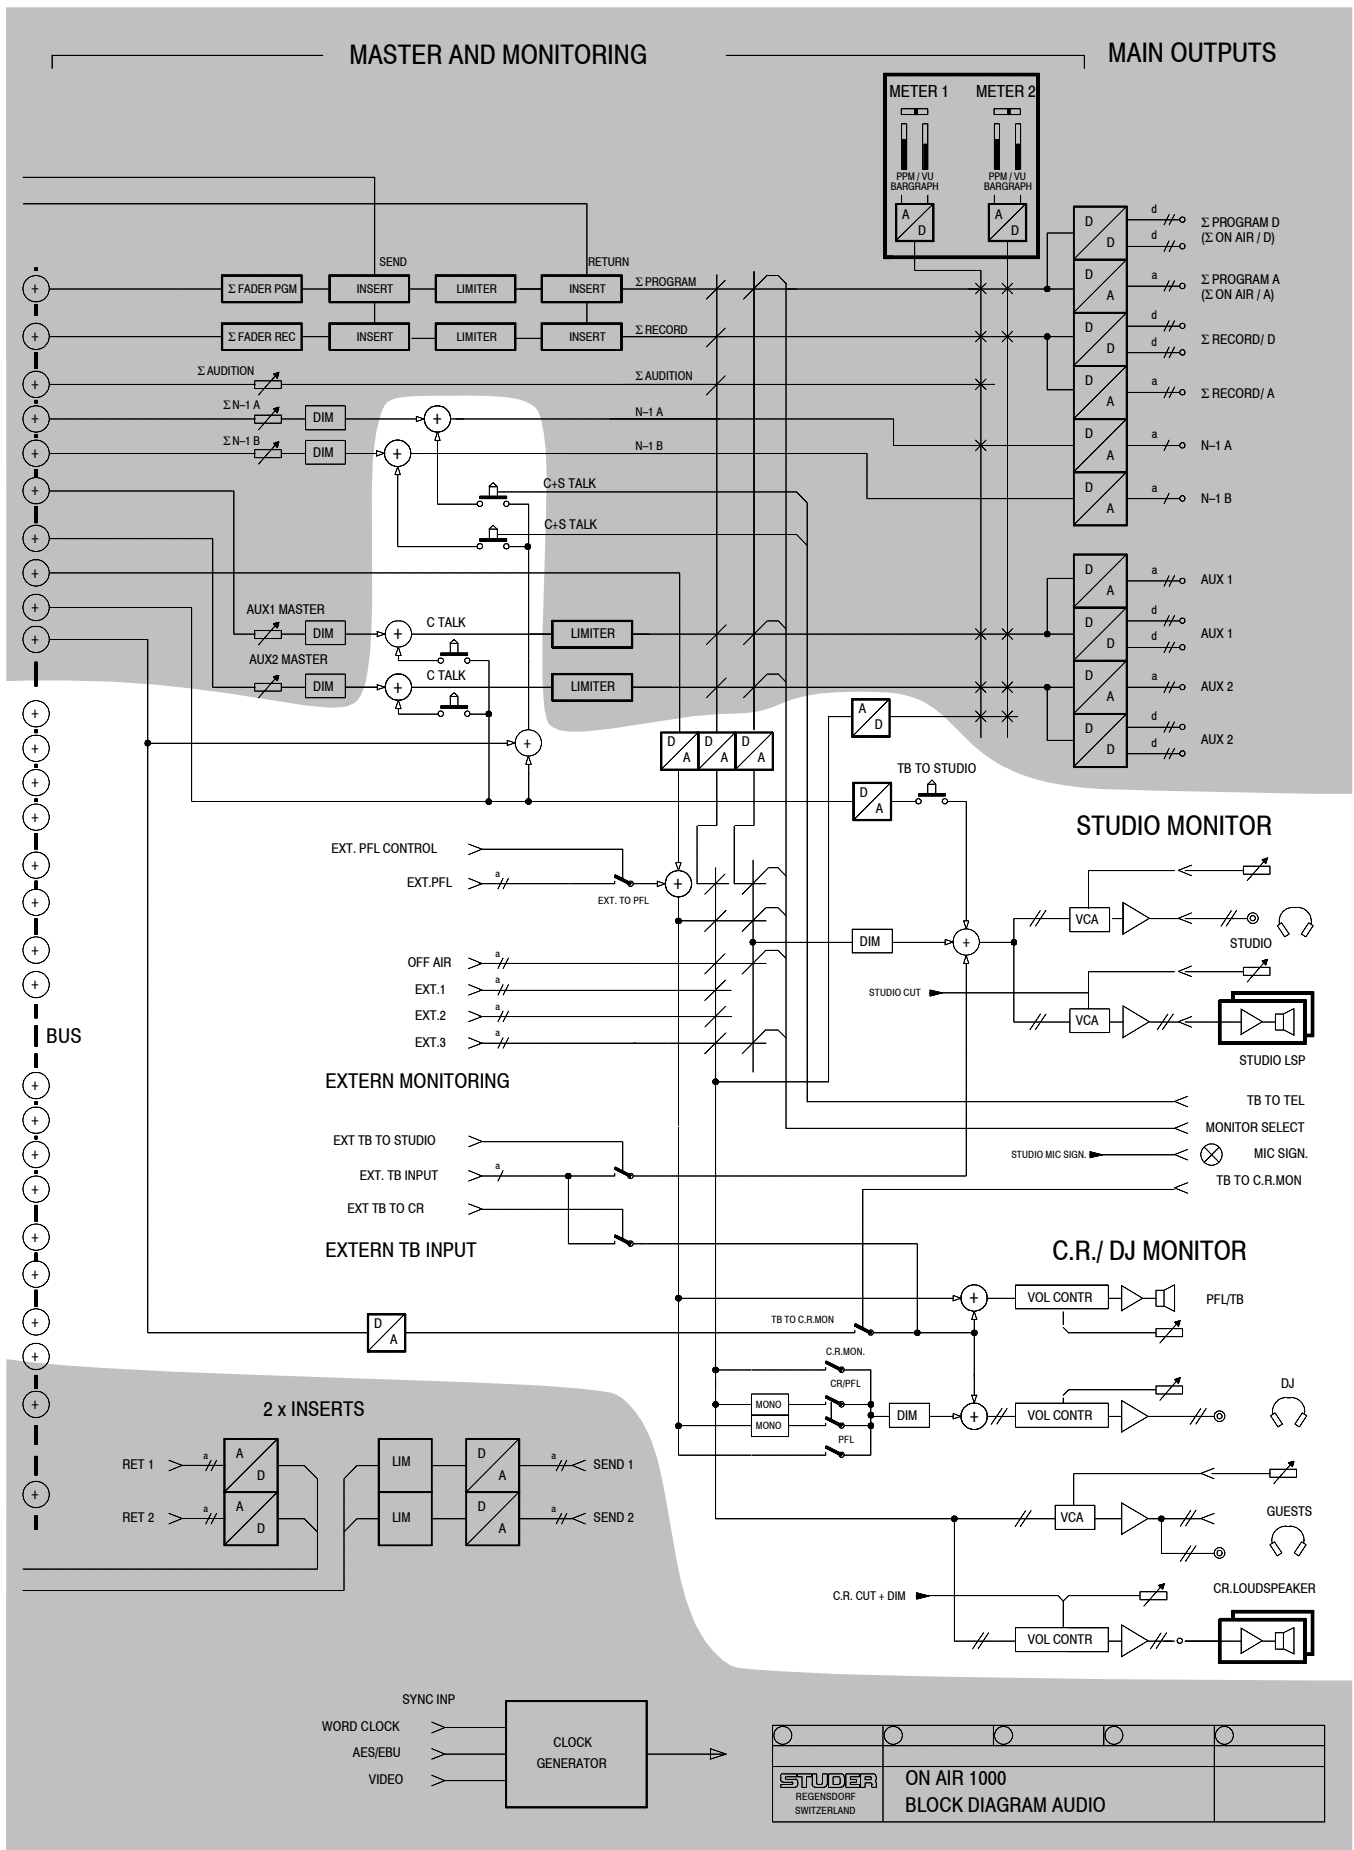 MASTER AND MONITORING
MAIN OUTPUTS
METER 1
METER 2
PPM / VU
BARGRAPH
PPM / VU
BARGRAPH
A
D
A
D
D
D
d
d
Σ PROGRAM D
(Σ ON AIR / D)
SEND
RETURN
+
Σ FADER PGM
INSERT
LIMITER
INSERT
Σ PROGRAM
D
A
a
Σ PROGRAM A
(Σ ON AIR / A)
+
Σ FADER REC
INSERT
LIMITER
INSERT
Σ RECORD
D
D
d
d
Σ RECORD/ D
+
Σ AUDITION
Σ AUDITION
D
A
a
Σ RECORD/ A
+
Σ N–1 A
DIM
+
N–1 A
D
A
a
N–1 A
+
Σ N–1 B
DIM
+
N–1 B
D
A
a
N–1 B
+
C+S TALK
+
C+S TALK
+
D
A
a
AUX 1
+
AUX1 MASTER
DIM
+
C TALK
LIMITER
D
D
d
d
AUX 1
+
AUX2 MASTER
DIM
+
C TALK
LIMITER
D
A
a
AUX 2
D
D
d
d
AUX 2
+
+
+
+
+
+
+
+
+
D
A
D
A
D
A
A
D
D
A
TB TO STUDIO
STUDIO MONITOR
EXT. PFL CONTROL
EXT.PFL
a
EXT. TO PFL
+
VCA
STUDIO
DIM
+
OFF AIR
a
EXT.1
a
EXT.2
a
EXT.3
a
STUDIO CUT
VCA
STUDIO LSP
BUS
EXTERN MONITORING
TB TO TEL
MONITOR SELECT
STUDIO MIC SIGN.
MIC SIGN.
TB TO C.R.MON
EXT TB TO STUDIO
EXT. TB INPUT
a
EXT TB TO CR
EXTERN TB INPUT
C.R./ DJ MONITOR
+
+
+
+
+
+
+
+
+
+
+
VOL CONTR
PFL/TB
D
A
TB TO C.R.MON
C.R.MON.
CR/PFL
MONO
MONO
PFL
DIM
+
VOL CONTR
DJ
2 x INSERTS
RET 1
a
A
D
LIM
D
A
a
SEND 1
RET 2
a
A
D
LIM
D
A
a
SEND 2
VCA
GUESTS
C.R. CUT + DIM
CR.LOUDSPEAKER
VOL CONTR
SYNC INP
WORD CLOCK
AES/EBU
VIDEO
CLOCK
GENERATOR
STUDER
REGENSDORF
SWITZERLAND
ON AIR 1000
BLOCK DIAGRAM AUDIO